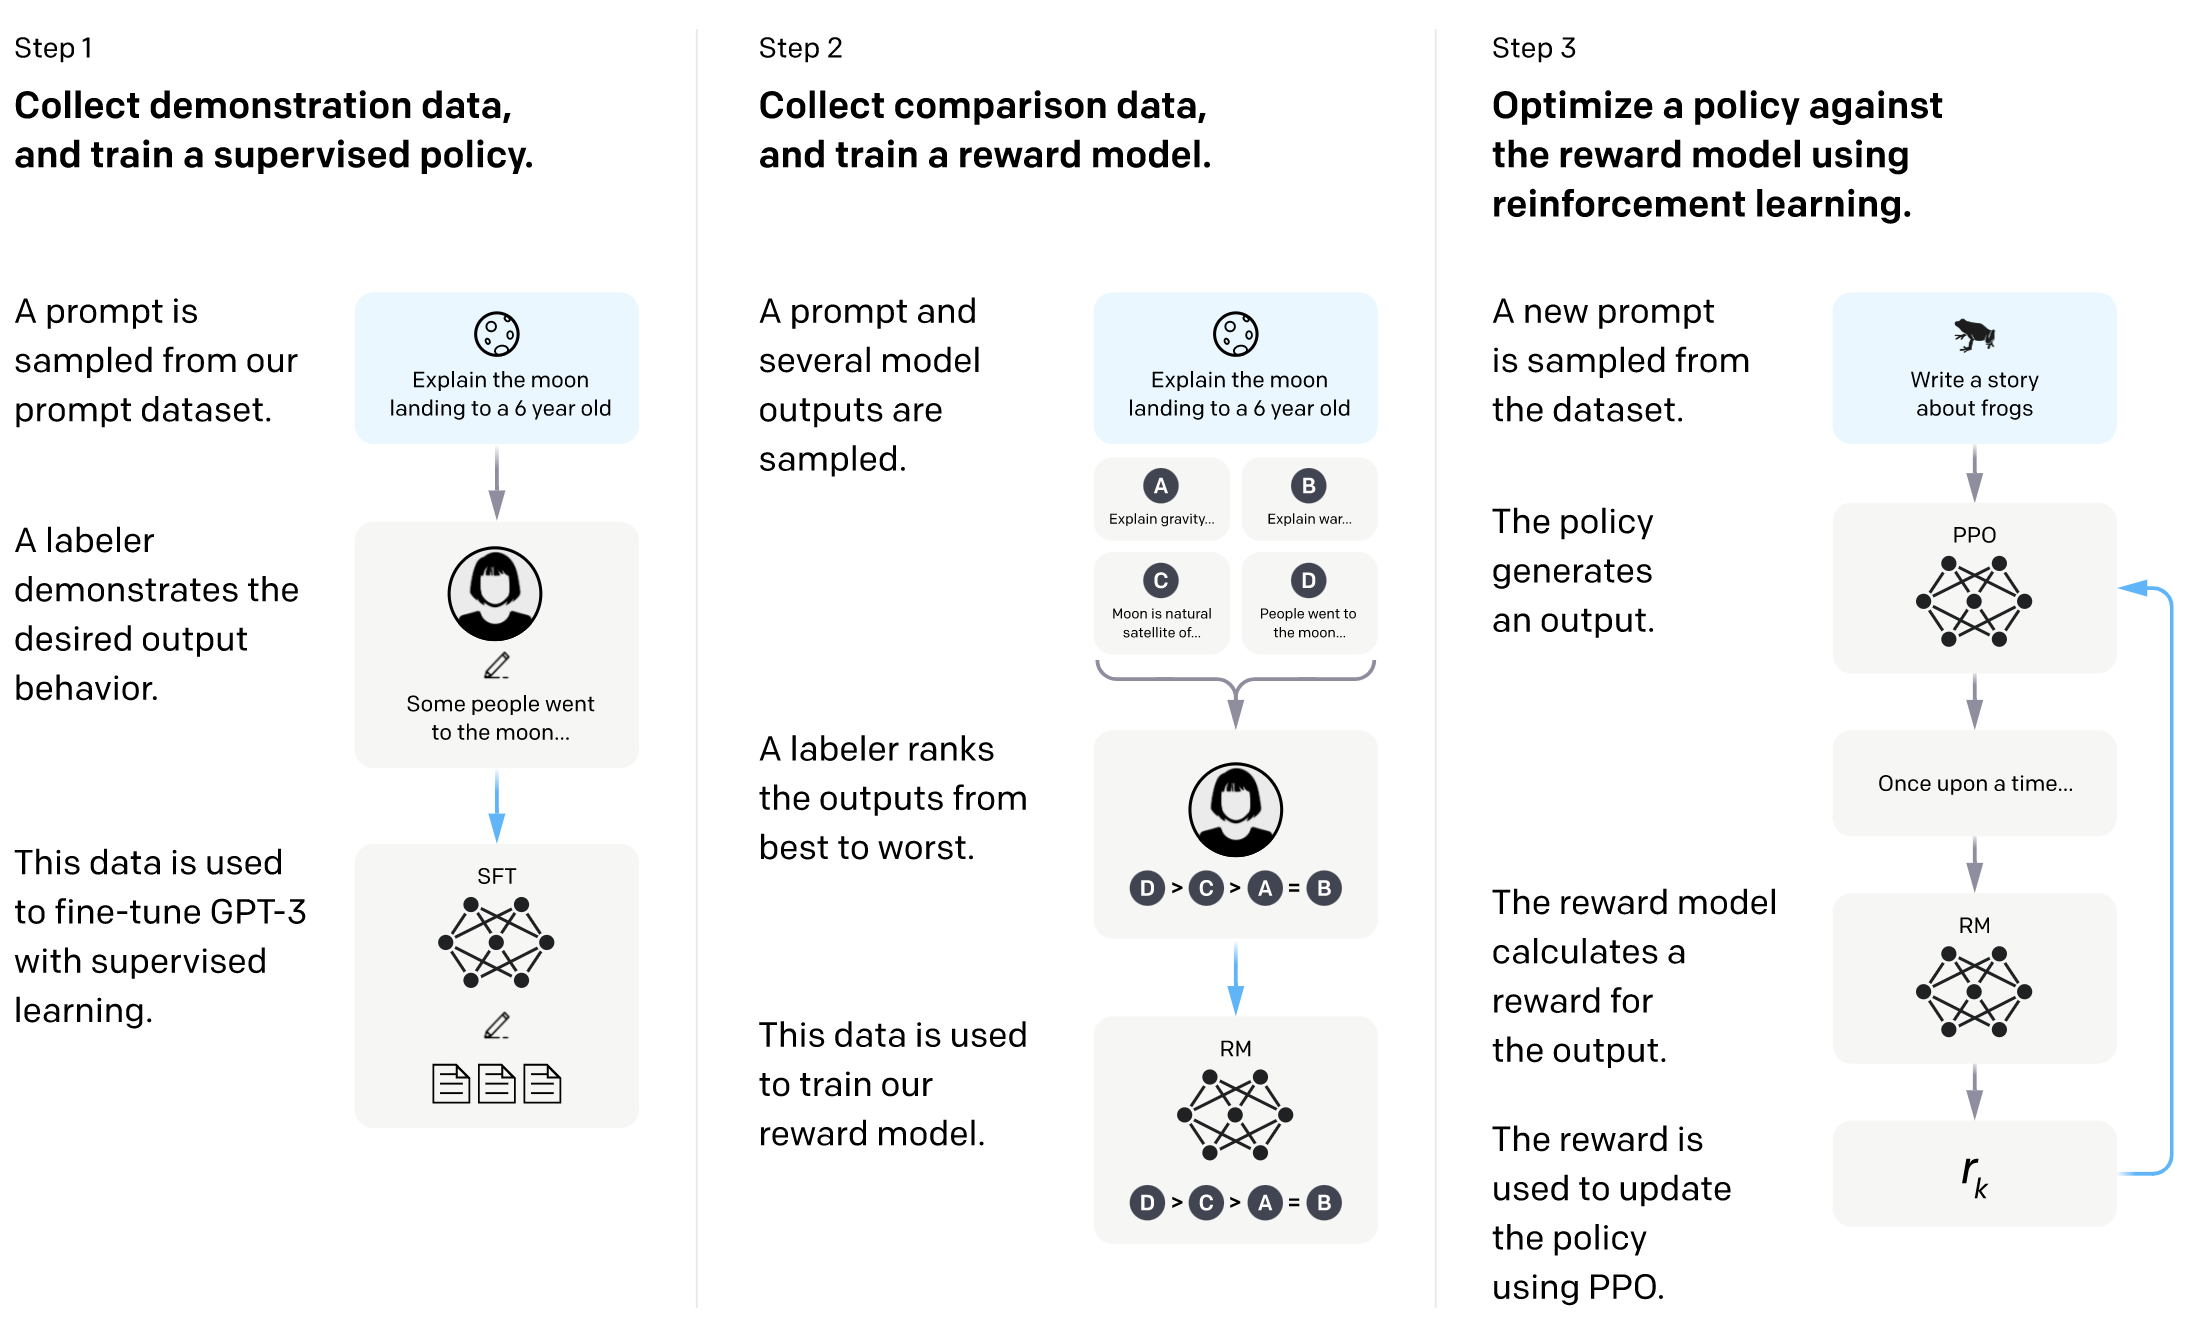 Step 1
Collect demonstration data,
and train a supervised policy.
A prompt is
sampled from our
prompt dataset.
Explain the moon
landing to a 6 year old
A labeler
demonstrates the
desired output
behavior.
Some people went
to the moon...
This data is used
to fine-tune GPT-3
with supervised
learning.
SFT
Step 2
Collect comparison data,
and train a reward model.
A prompt and
several model
outputs are
sampled.
Explain the moon
landing to a 6 year old
A
Explain gravity...
B
Explain war...
C
Moon is natural
satellite of...
D
People went to
the moon...
A labeler ranks
the outputs from
best to worst.
D > C > A = B
This data is used
to train our
reward model.
RM
D > C > A = B
Step 3
Optimize a policy against
the reward model using
reinforcement learning.
A new prompt
is sampled from
the dataset.
Write a story
about frogs
The policy
generates
an output.
PPO
Once upon a time...
The reward model
calculates a
reward for
the output.
RM
The reward is
used to update
the policy
using PPO.
rk